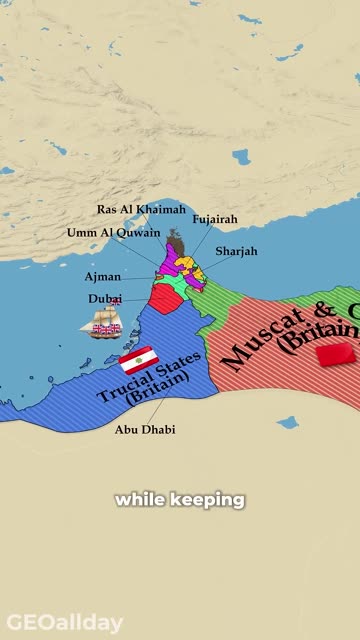 Ras Al Khaimah
Fujairah
Umm Al Quwain
Sharjah
Ajman
Dubai
Muscat &
(Britain
Trucial States
(Britain)
Abu Dhabi
while keeping
GEOallday